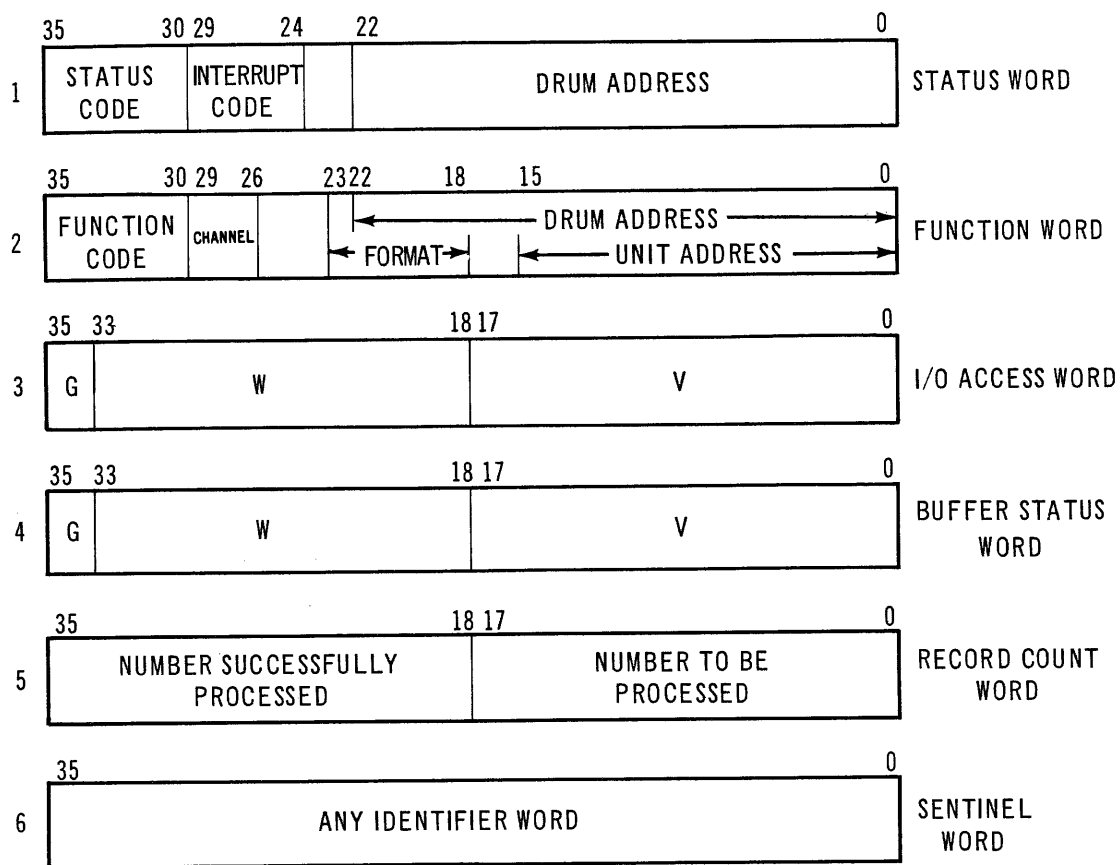 35 30 29 24 22 0
1 STATUS CODE INTERRUPT CODE DRUM ADDRESS STATUS WORD
35 30 29 26 23 22 18 15 0
2 FUNCTION CODE CHANNEL DRUM ADDRESS FORMAT UNIT ADDRESS FUNCTION WORD
35 33 18 17 0
3 G W V I/O ACCESS WORD
35 33 18 17 0
4 G W V BUFFER STATUS WORD
35 18 17 0
5 NUMBER SUCCESSFULLY PROCESSED NUMBER TO BE PROCESSED RECORD COUNT WORD
35 0
6 ANY IDENTIFIER WORD SENTINEL WORD